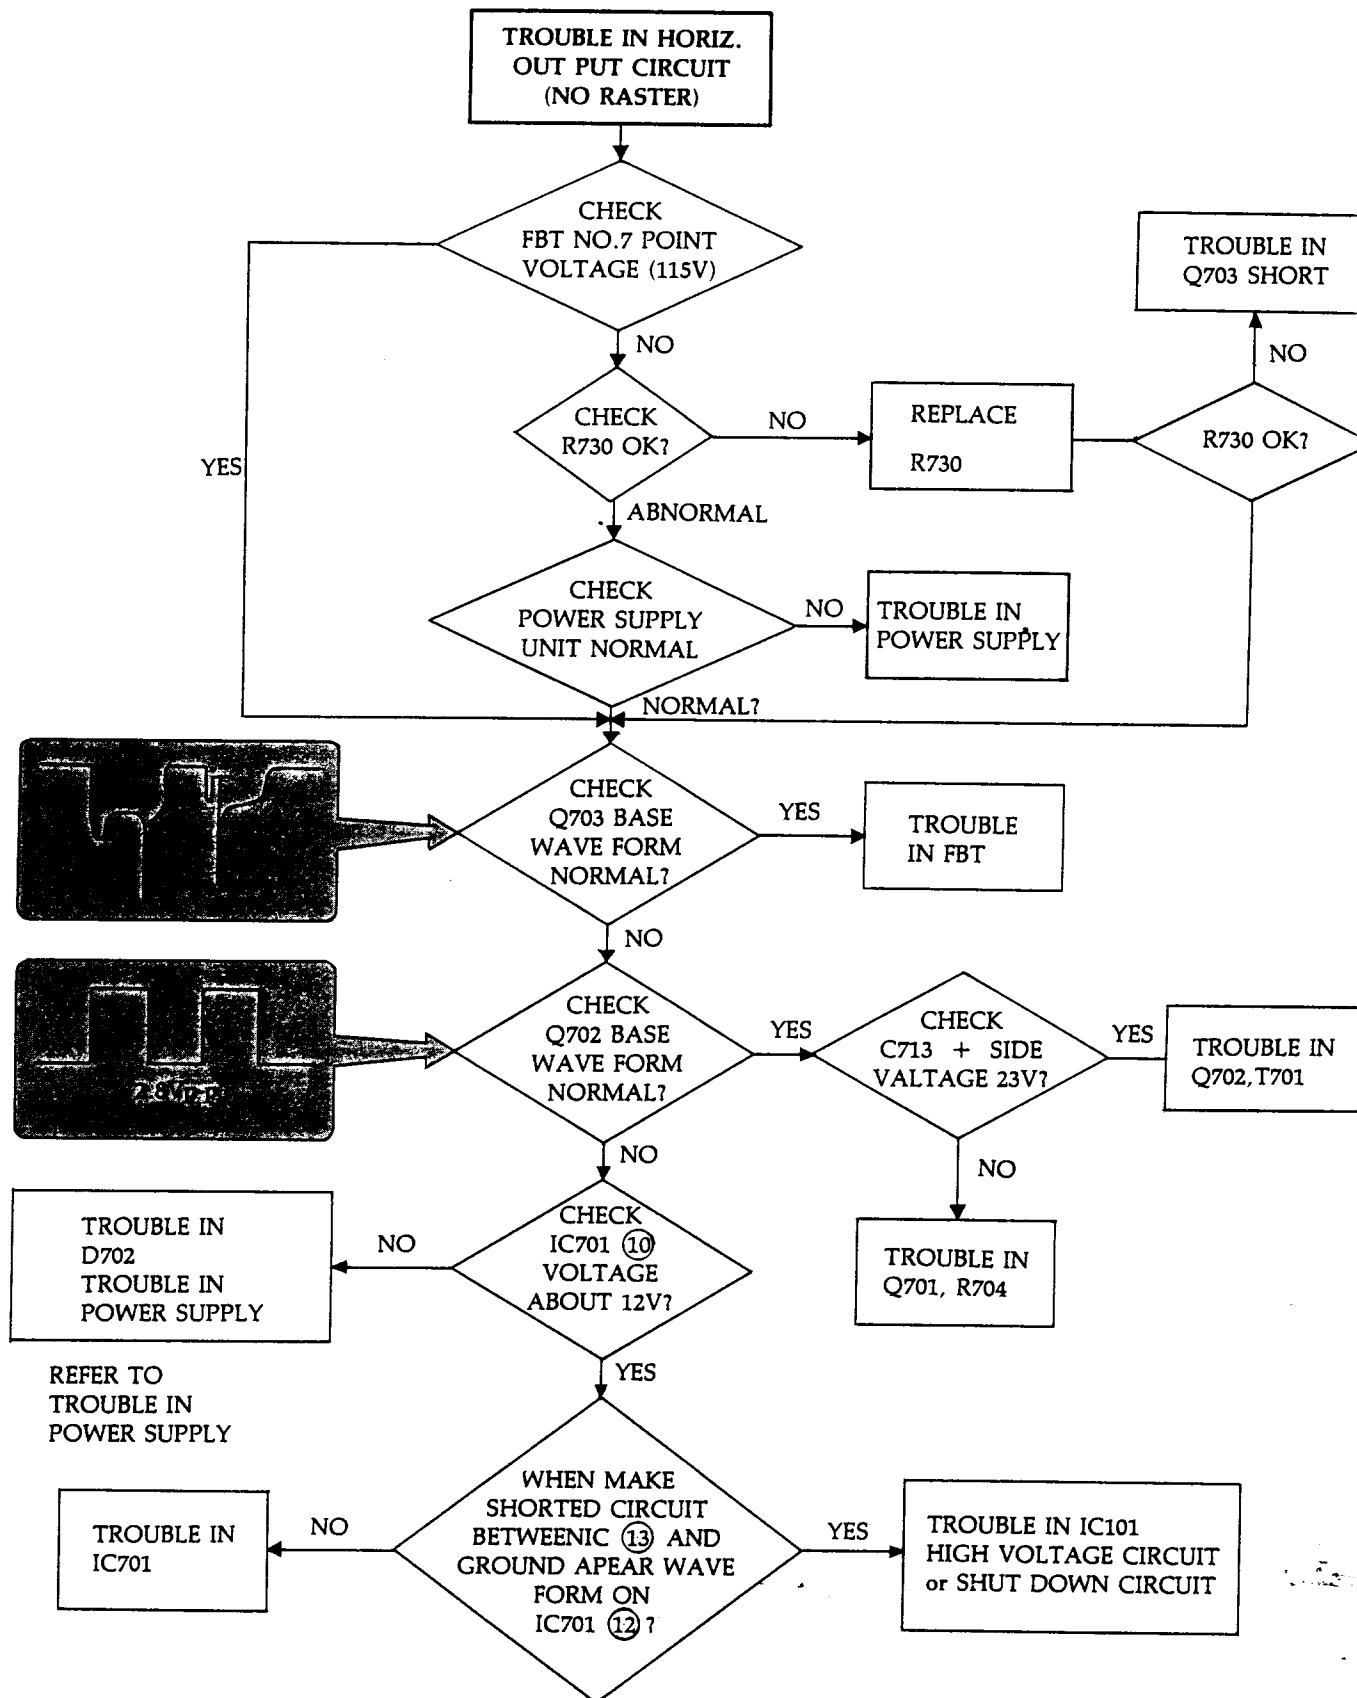 TROUBLE IN HORIZ.
OUT PUT CIRCUIT
(NO RASTER)
CHECK
FBT NO.7 POINT
VOLTAGE (115V)
YES
NO
CHECK
R730 OK?
NO
REPLACE
R730
R730 OK?
NO
TROUBLE IN
Q703 SHORT
ABNORMAL
CHECK
POWER SUPPLY
UNIT NORMAL
NO
TROUBLE IN
POWER SUPPLY
NORMAL?
CHECK
Q703 BASE
WAVE FORM
NORMAL?
YES
TROUBLE
IN FBT
NO
2.8Vp-p
CHECK
Q702 BASE
WAVE FORM
NORMAL?
YES
CHECK
C713 + SIDE
VALTAGE 23V?
YES
TROUBLE IN
Q702,T701
NO
TROUBLE IN
Q701, R704
NO
CHECK
IC701 ⑩
VOLTAGE
ABOUT 12V?
NO
TROUBLE IN
D702
TROUBLE IN
POWER SUPPLY
REFER TO
TROUBLE IN
POWER SUPPLY
YES
WHEN MAKE
SHORTED CIRCUIT
BETWEENIC ⑬ AND
GROUND APEAR WAVE
FORM ON
IC701 ⑫ ?
NO
TROUBLE IN
IC701
YES
TROUBLE IN IC101
HIGH VOLTAGE CIRCUIT
or SHUT DOWN CIRCUIT